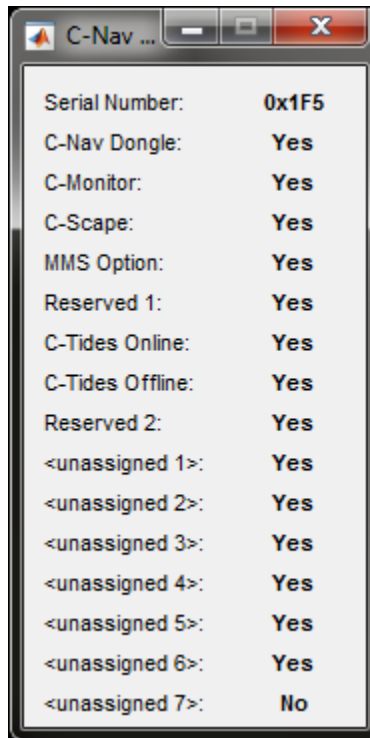 C-Nav ...
Serial Number: 0x1F5
C-Nav Dongle: Yes
C-Monitor: Yes
C-Scape: Yes
MMS Option: Yes
Reserved 1: Yes
C-Tides Online: Yes
C-Tides Offline: Yes
Reserved 2: Yes
<unassigned 1>: Yes
<unassigned 2>: Yes
<unassigned 3>: Yes
<unassigned 4>: Yes
<unassigned 5>: Yes
<unassigned 6>: Yes
<unassigned 7>: No